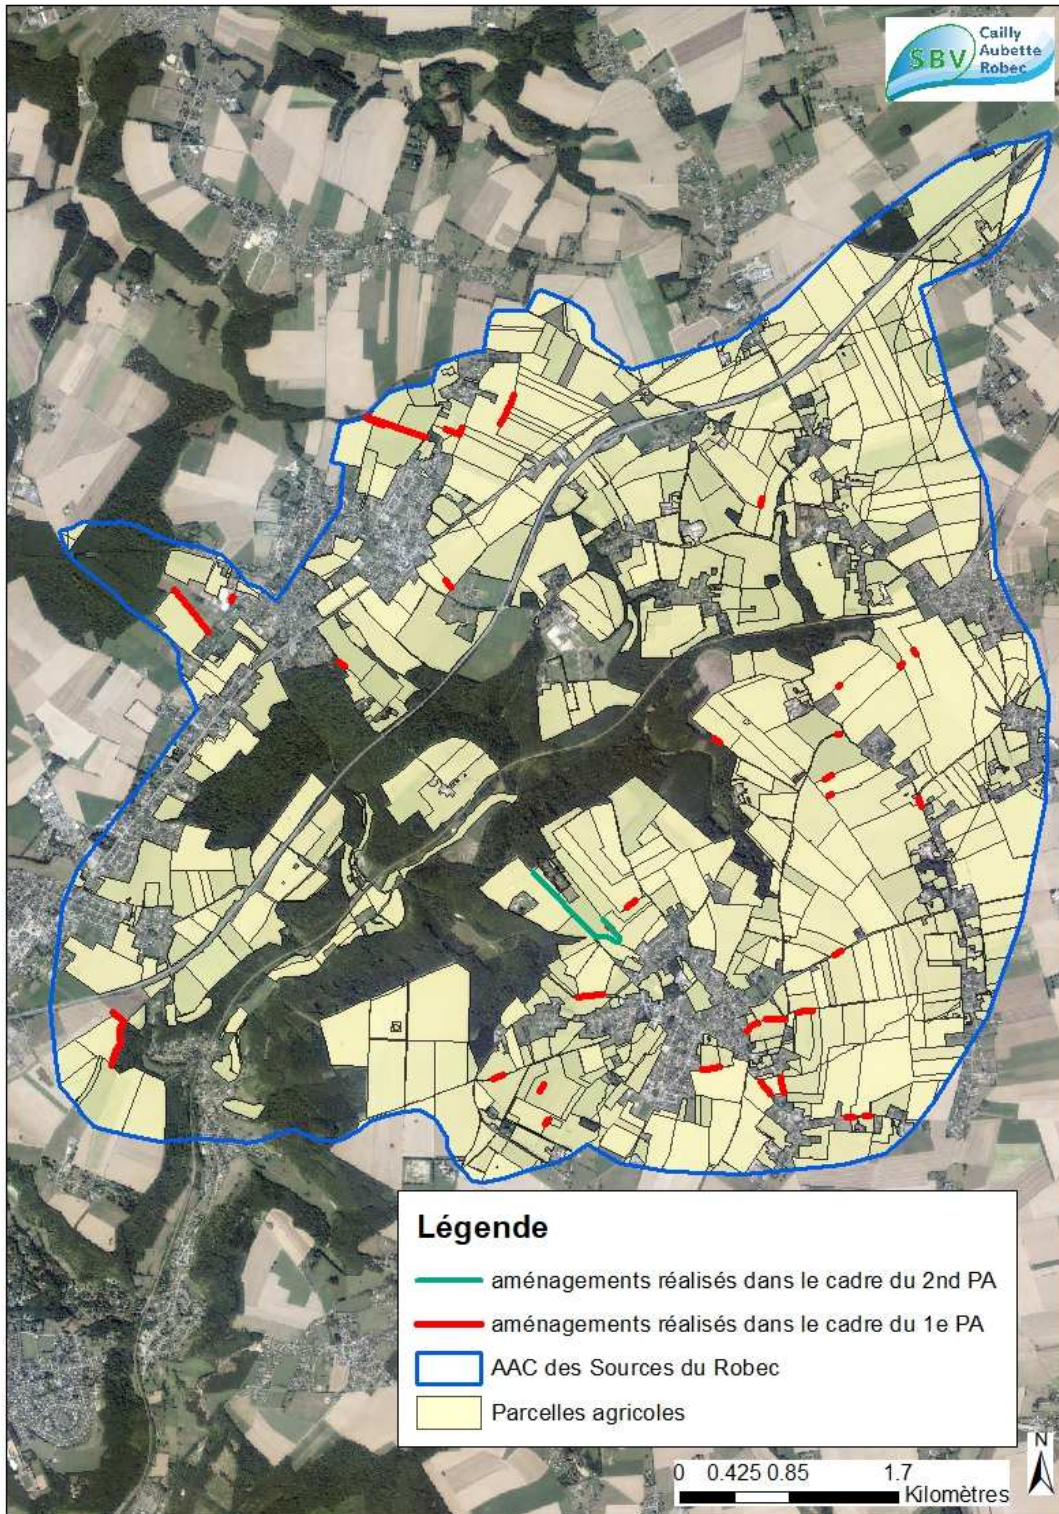 SBV
Cailly
Aubette
Robec
Légende
aménagements réalisés dans le cadre du 2nd PA
aménagements réalisés dans le cadre du 1e PA
AAC des Sources du Robec
Parcelles agricoles
N
0 0.425 0.85 1.7
Kilomètres